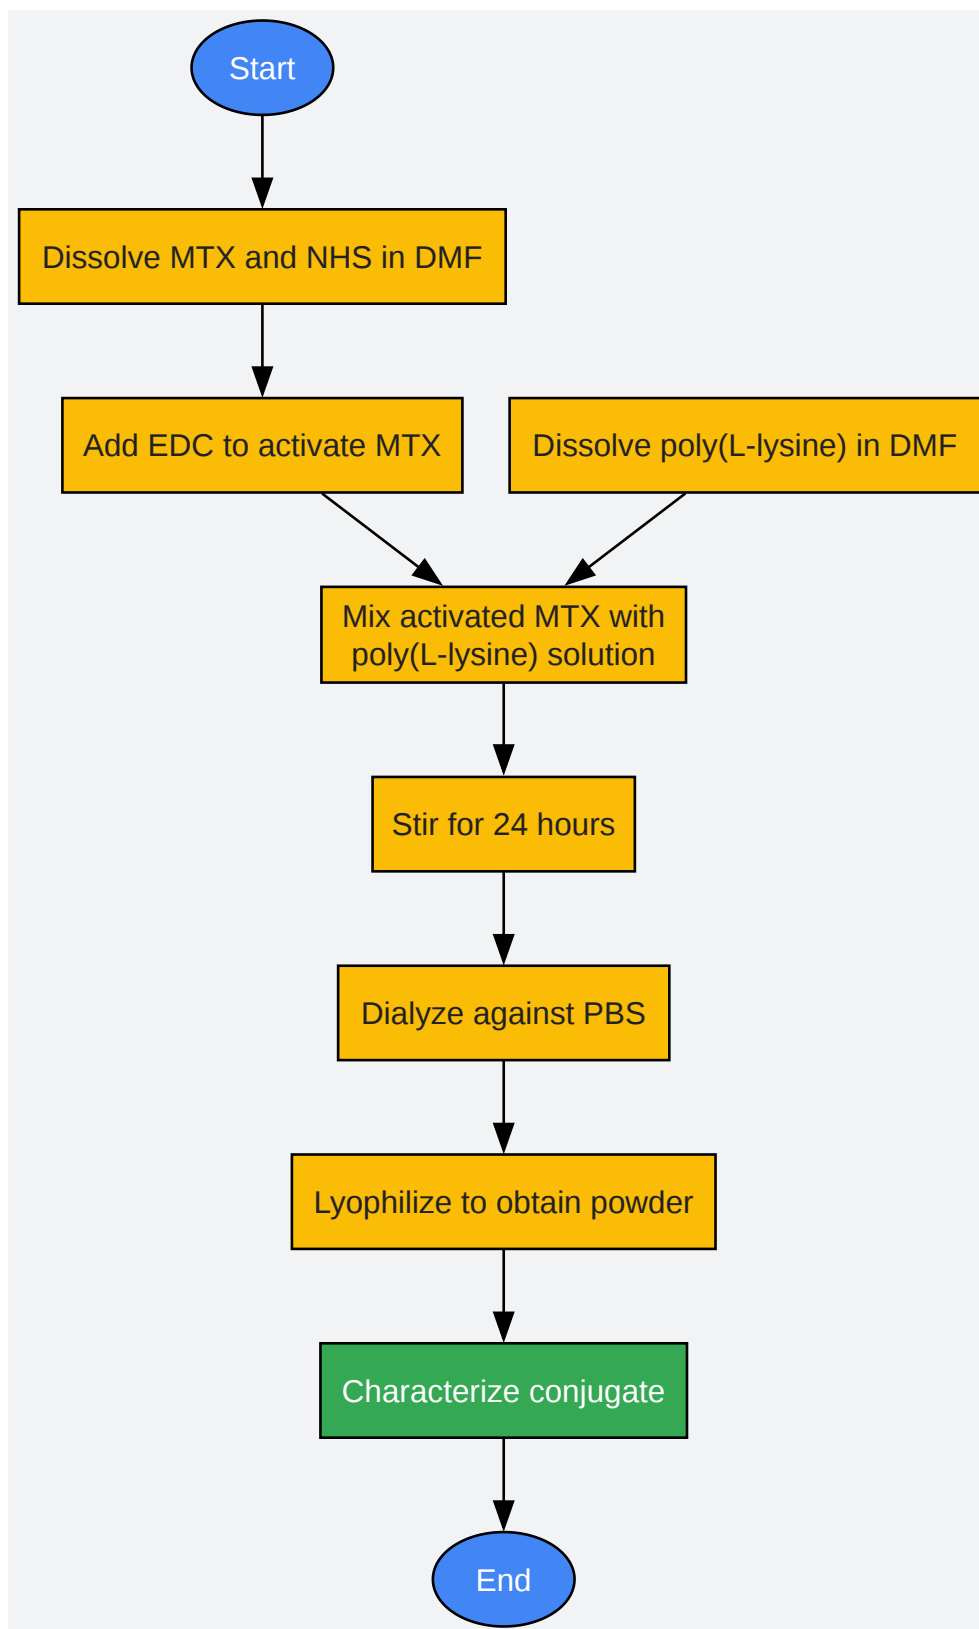 Start
Dissolve MTX and NHS in DMF
Add EDC to activate MTX
Dissolve poly(L-lysine) in DMF
Mix activated MTX with
poly(L-lysine) solution
Stir for 24 hours
Dialyze against PBS
Lyophilize to obtain powder
Characterize conjugate
End